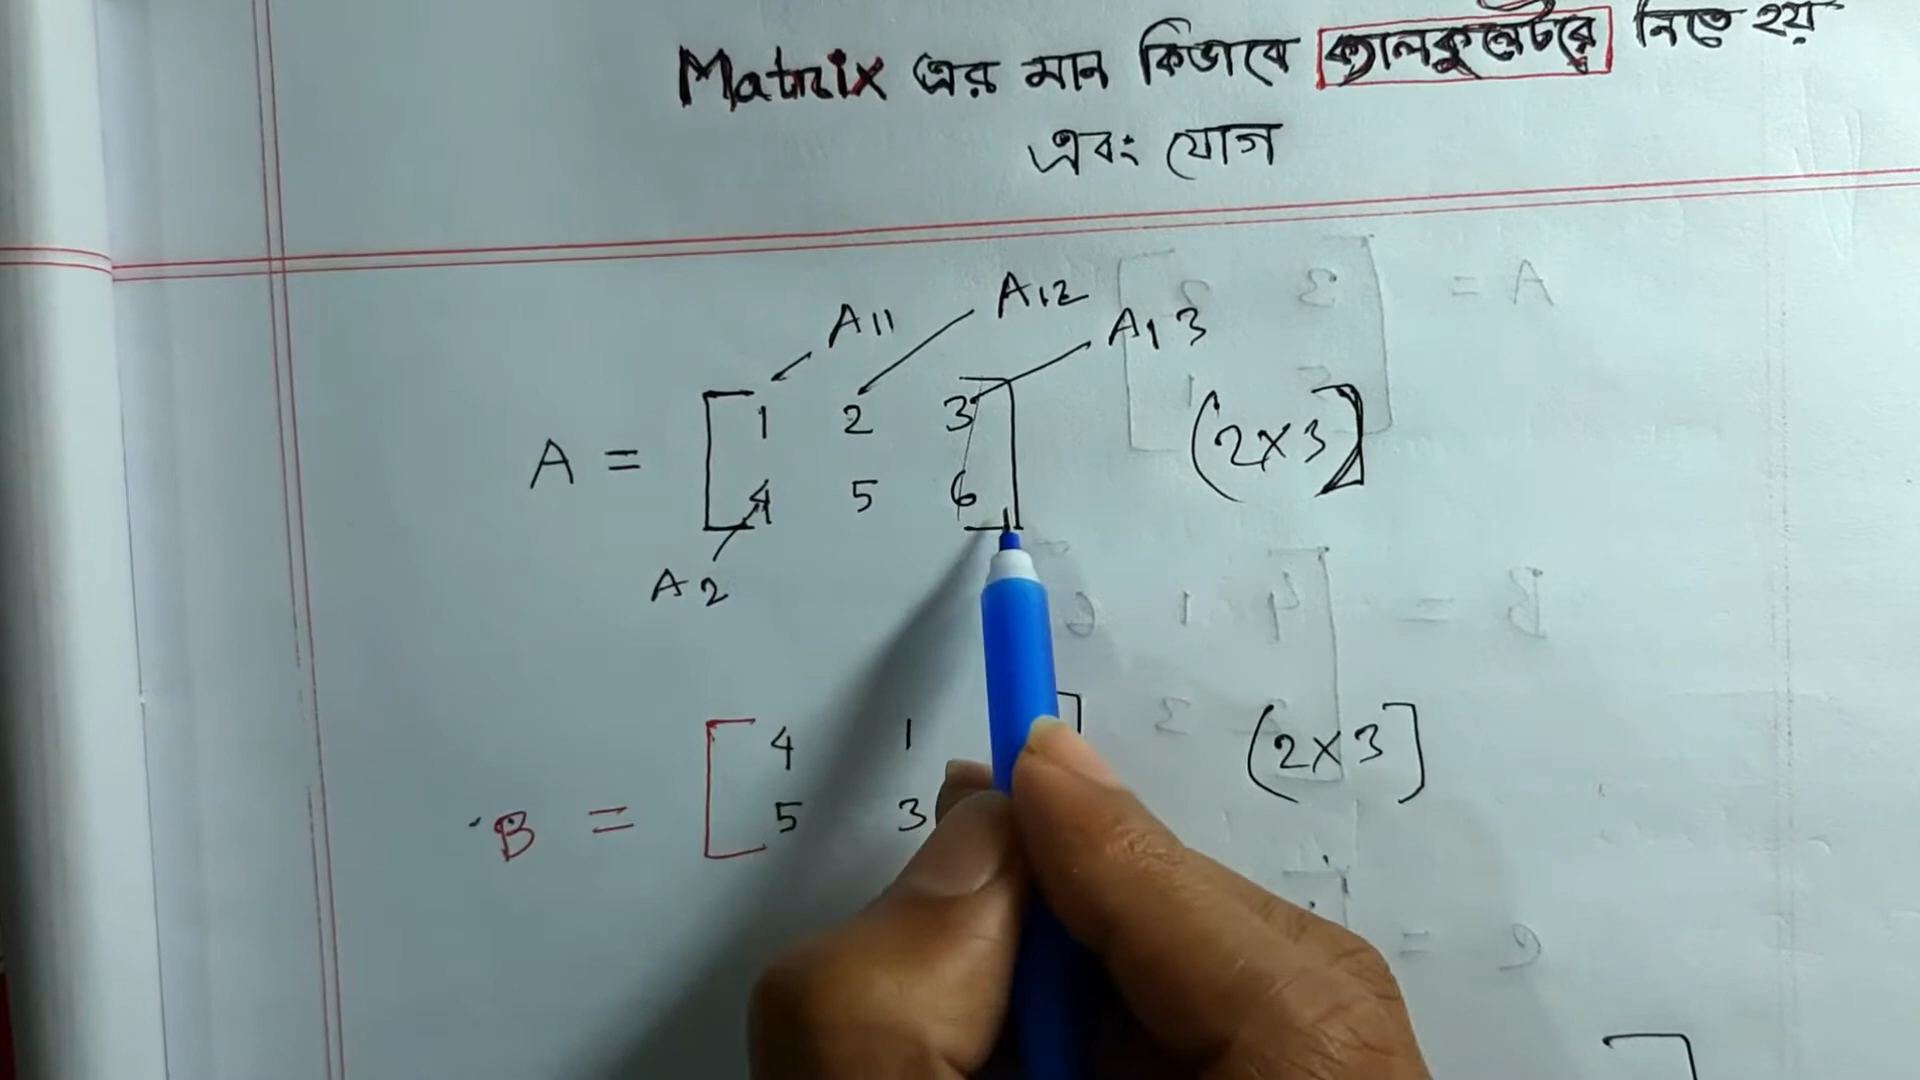 Matrix এর মান কিভাবে ক্যালকুলেটরে নিতে হয়
এবং যোগ
A11
A12
A13
A = [ 1 2 3
4 5 6 ] (2×3]
A2
B = [ 4 1
5 3 ] (2×3]